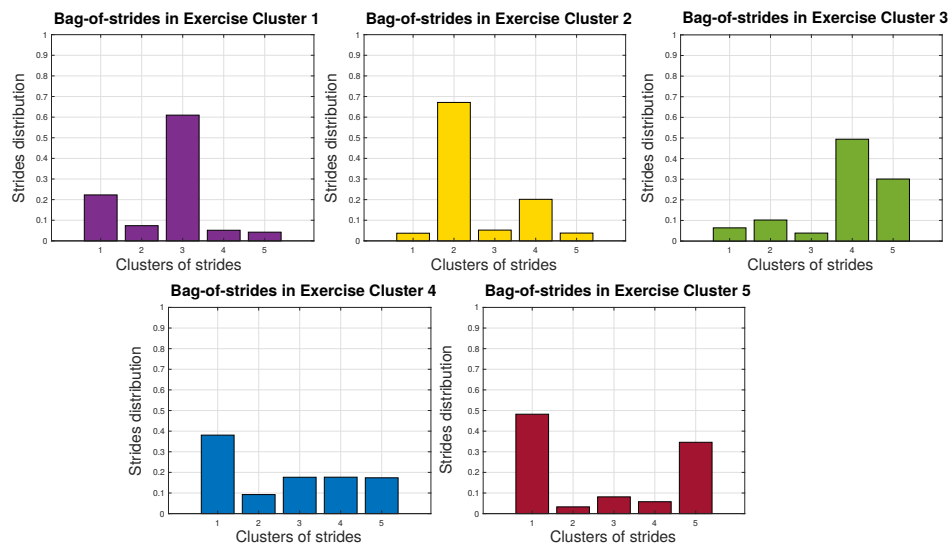 Bag-of-strides in Exercise Cluster 1
Strides distribution
1
0.9
0.8
0.7
0.6
0.5
0.4
0.3
0.2
0.1
0
1 2 3 4 5
Clusters of strides
Bag-of-strides in Exercise Cluster 2
Strides distribution
1
0.9
0.8
0.7
0.6
0.5
0.4
0.3
0.2
0.1
0
1 2 3 4 5
Clusters of strides
Bag-of-strides in Exercise Cluster 3
Strides distribution
1
0.9
0.8
0.7
0.6
0.5
0.4
0.3
0.2
0.1
0
1 2 3 4 5
Clusters of strides
Bag-of-strides in Exercise Cluster 4
Strides distribution
1
0.9
0.8
0.7
0.6
0.5
0.4
0.3
0.2
0.1
0
1 2 3 4 5
Clusters of strides
Bag-of-strides in Exercise Cluster 5
Strides distribution
1
0.9
0.8
0.7
0.6
0.5
0.4
0.3
0.2
0.1
0
1 2 3 4 5
Clusters of strides